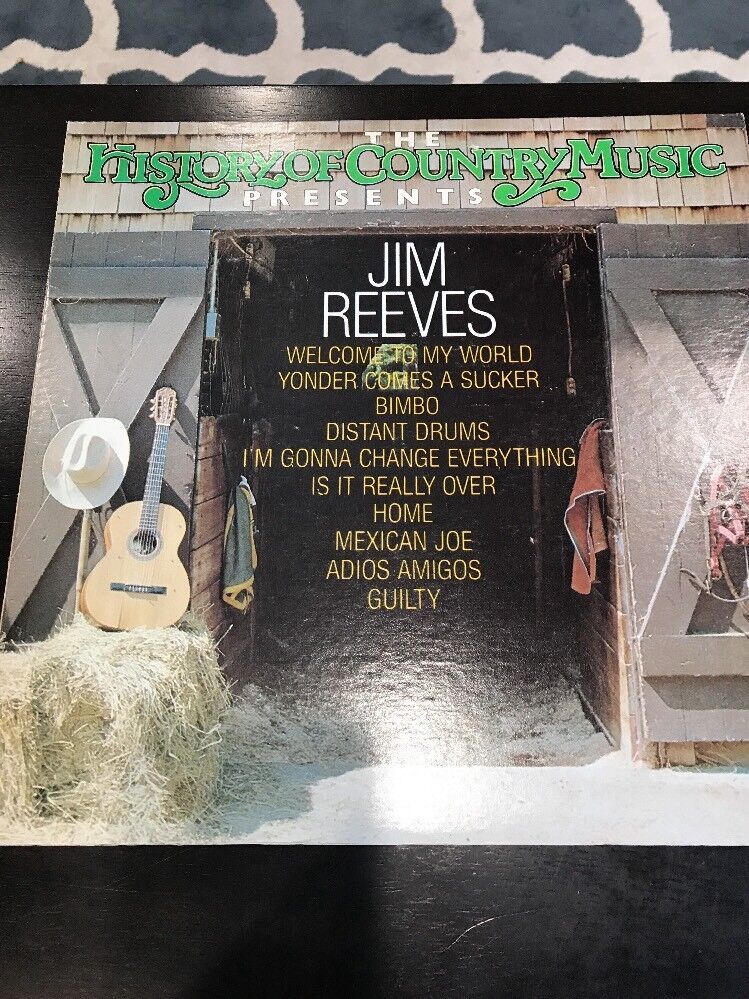 THE
HISTORY OF COUNTRY MUSIC
PRESENTS
JIM
REEVES
WELCOME TO MY WORLD
YONDER COMES A SUCKER
BIMBO
DISTANT DRUMS
I'M GONNA CHANGE EVERYTHING
IS IT REALLY OVER
HOME
MEXICAN JOE
ADIOS AMIGOS
GUILTY